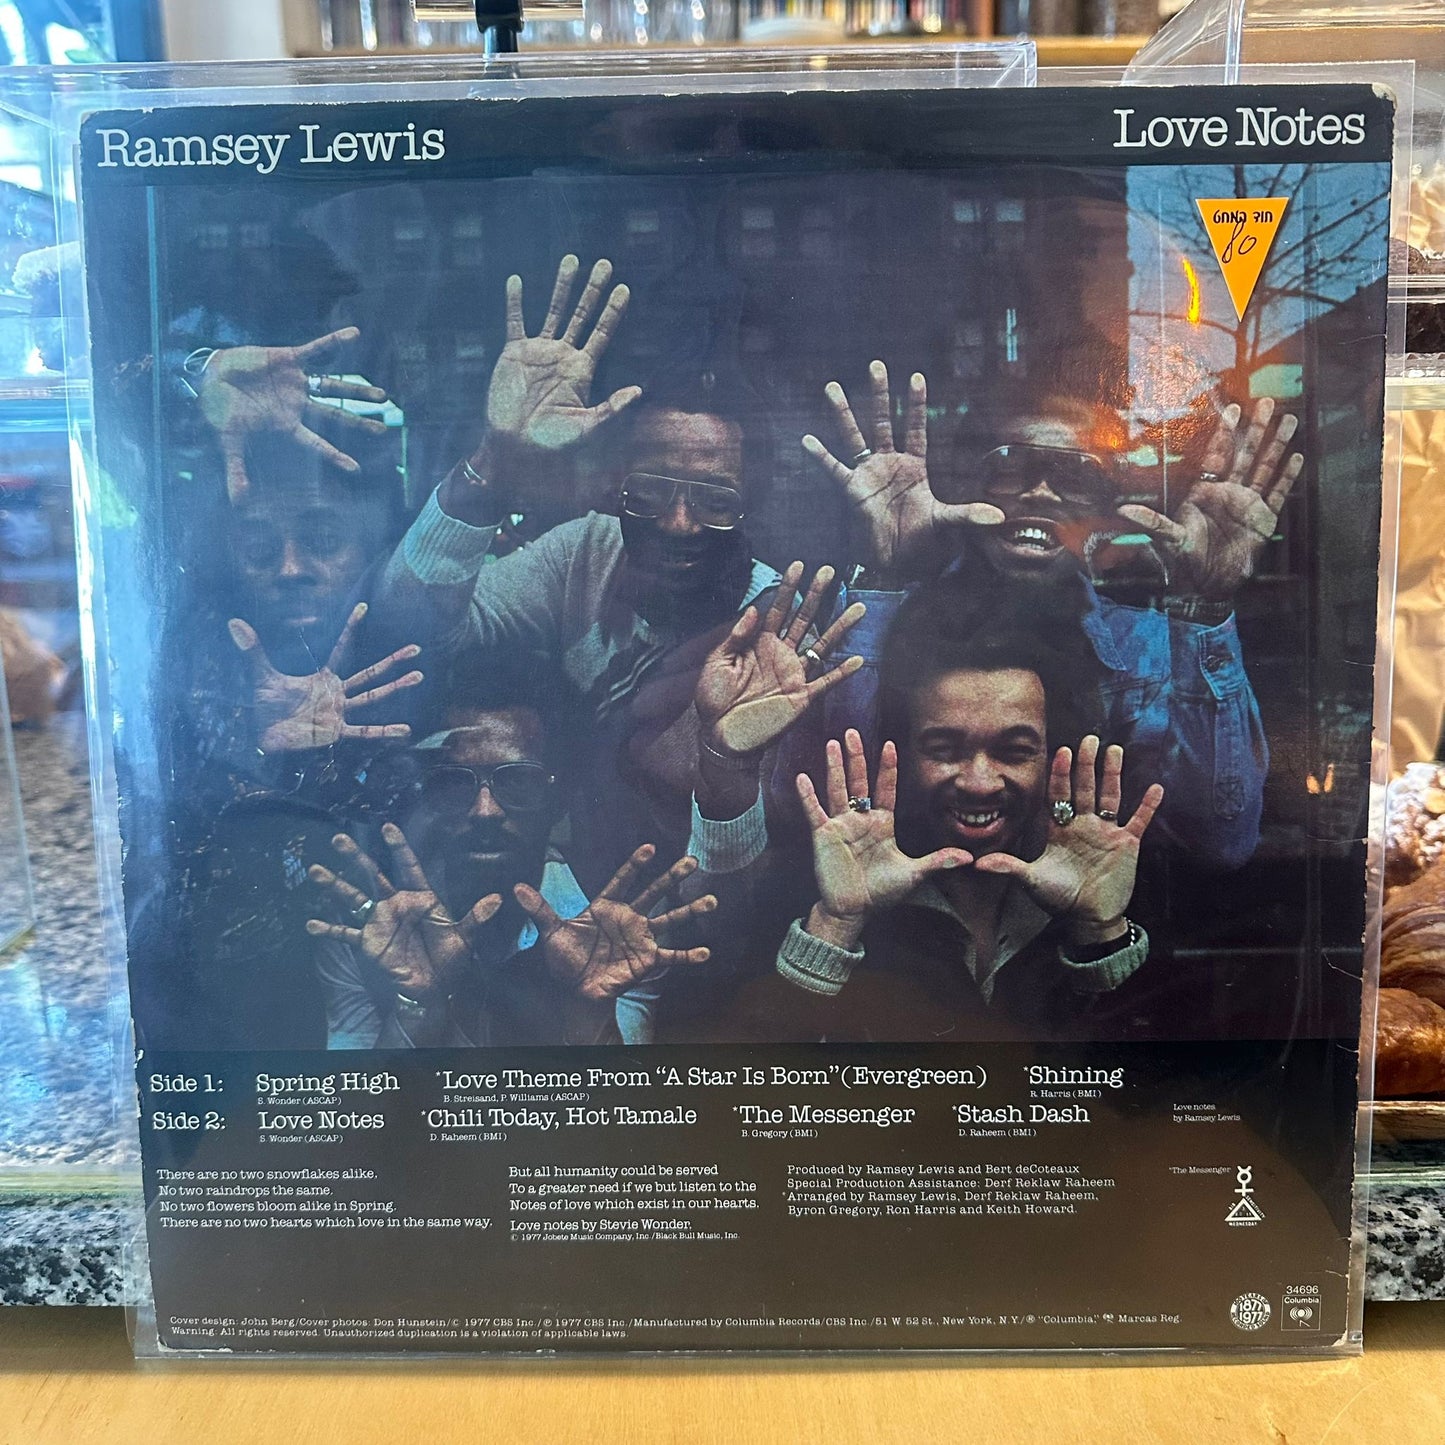 Ramsey Lewis
Love Notes
חוד המחט
80
Side 1: Spring High *Love Theme From “A Star Is Born”(Evergreen) *Shining
S. Wonder (ASCAP) B. Streisand, P. Williams (ASCAP) R. Harris (BMI)
Side 2: Love Notes *Chili Today, Hot Tamale *The Messenger *Stash Dash
S. Wonder (ASCAP) D. Raheem (BMI) B. Gregory (BMI) D. Raheem (BMI)
Love notes
by Ramsey Lewis
There are no two snowflakes alike.
No two raindrops the same.
No two flowers bloom alike in Spring.
There are no two hearts which love in the same way.
But all humanity could be served
To a greater need if we but listen to the
Notes of love which exist in our hearts.
Love notes by Stevie Wonder.
© 1977 Jobete Music Company, Inc./Black Bull Music, Inc.
Produced by Ramsey Lewis and Bert deCoteaux
Special Production Assistance: Derf Reklaw Raheem
*Arranged by Ramsey Lewis, Derf Reklaw Raheem,
Byron Gregory, Ron Harris and Keith Howard.
*The Messenger
WEDNESDAY
34696
Columbia
1877
1977
Cover design: John Berg/Cover photos: Don Hunstein/© 1977 CBS Inc./℗ 1977 CBS Inc./Manufactured by Columbia Records/CBS Inc./51 W. 52 St., New York, N.Y./® "Columbia," Marcas Reg.
Warning: All rights reserved. Unauthorized duplication is a violation of applicable laws.